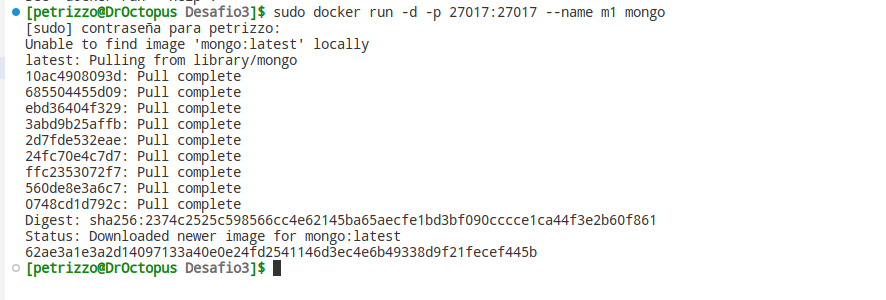 [petrizzo@DrOctopus Desafio3]$ sudo docker run -d -p 27017:27017 --name m1 mongo
[sudo] contraseña para petrizzo:
Unable to find image 'mongo:latest' locally
latest: Pulling from library/mongo
10ac4908093d: Pull complete
685504455d09: Pull complete
ebd36404f329: Pull complete
3abd9b25affb: Pull complete
2d7fde532eae: Pull complete
24fc70e4c7d7: Pull complete
ffc2353072f7: Pull complete
560de8e3a6c7: Pull complete
0748cd1d792c: Pull complete
Digest: sha256:2374c2525c598566cc4e62145ba65aecfe1bd3bf090cccce1ca44f3e2b60f861
Status: Downloaded newer image for mongo:latest
62ae3a1e3a2d14097133a40e0e24fd2541146d3ec4e6b49338d9f21fecef445b
[petrizzo@DrOctopus Desafio3]$